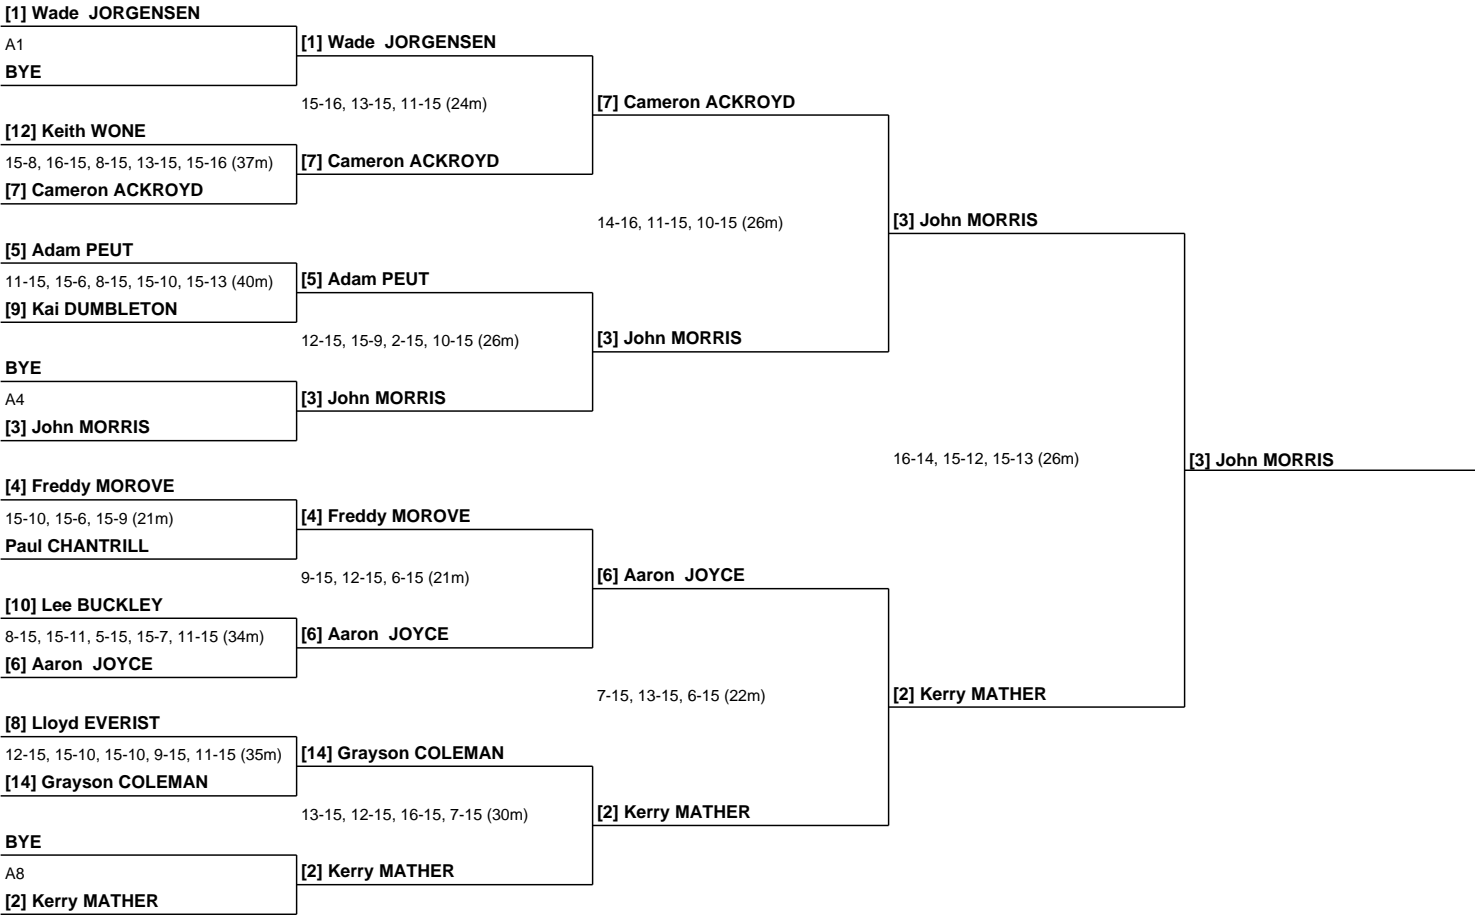 [1] Wade  JORGENSEN
A1
BYE
[1] Wade  JORGENSEN
15-16, 13-15, 11-15 (24m)
[7] Cameron ACKROYD
[12] Keith WONE
15-8, 16-15, 8-15, 13-15, 15-16 (37m)
[7] Cameron ACKROYD
[7] Cameron ACKROYD
14-16, 11-15, 10-15 (26m)
[3] John MORRIS
[5] Adam PEUT
11-15, 15-6, 8-15, 15-10, 15-13 (40m)
[9] Kai DUMBLETON
[5] Adam PEUT
12-15, 15-9, 2-15, 10-15 (26m)
[3] John MORRIS
BYE
A4
[3] John MORRIS
[3] John MORRIS
16-14, 15-12, 15-13 (26m)
[3] John MORRIS
[4] Freddy MOROVE
15-10, 15-6, 15-9 (21m)
Paul CHANTRILL
[4] Freddy MOROVE
9-15, 12-15, 6-15 (21m)
[6] Aaron  JOYCE
[10] Lee BUCKLEY
8-15, 15-11, 5-15, 15-7, 11-15 (34m)
[6] Aaron  JOYCE
[6] Aaron  JOYCE
7-15, 13-15, 6-15 (22m)
[2] Kerry MATHER
[8] Lloyd EVERIST
12-15, 15-10, 15-10, 9-15, 11-15 (35m)
[14] Grayson COLEMAN
[14] Grayson COLEMAN
13-15, 12-15, 16-15, 7-15 (30m)
[2] Kerry MATHER
BYE
A8
[2] Kerry MATHER
[2] Kerry MATHER